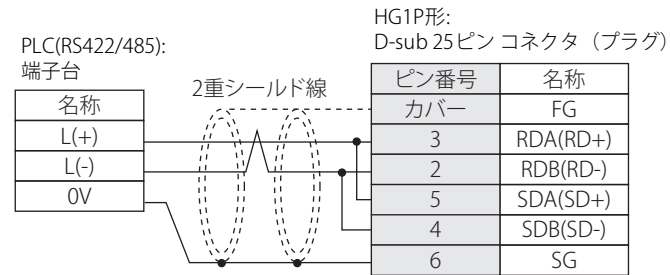 HG1P形:
D-sub 25ピン コネクタ（プラグ）
PLC(RS422/485):
端子台
2重シールド線
名称
L(+)
L(-)
0V
ピン番号 名称
カバー FG
3 RDA(RD+)
2 RDB(RD-)
5 SDA(SD+)
4 SDB(SD-)
6 SG